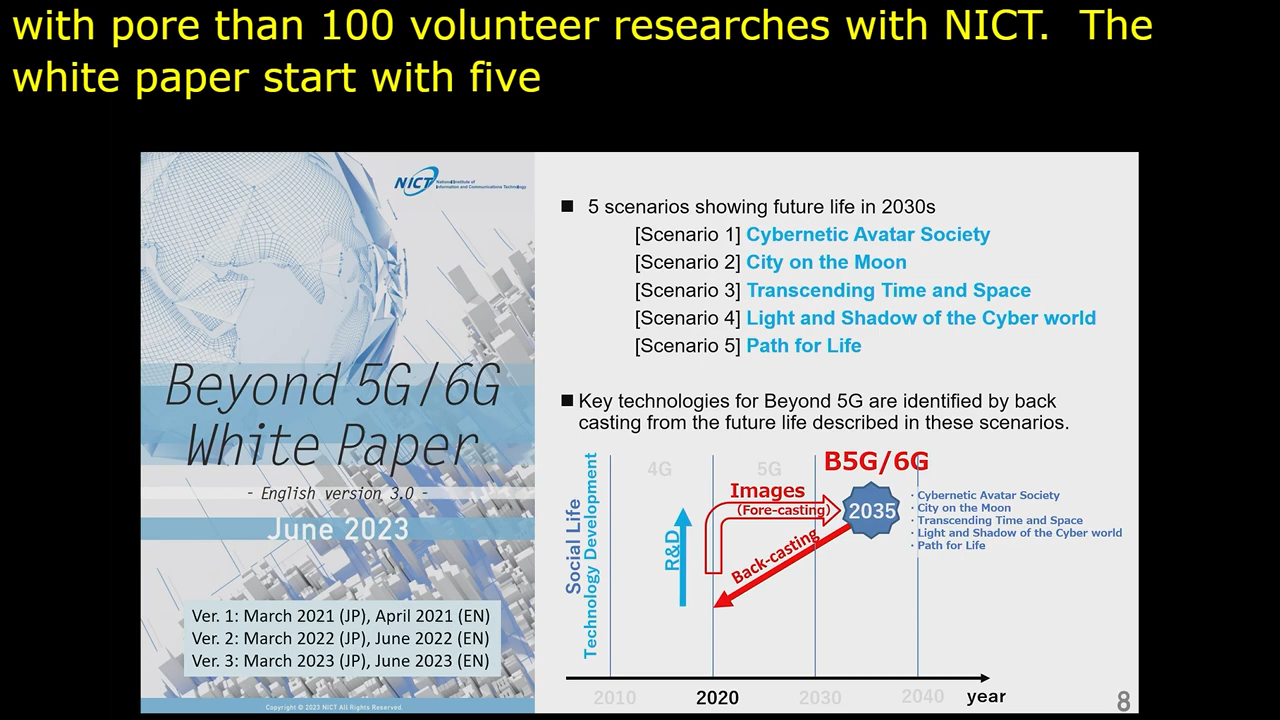 with pore than 100 volunteer researches with NICT.  The
white paper start with five
NICT National Institute of
Information and Communications Technology
Beyond 5G/6G
White Paper
- English version 3.0 -
June 2023
Ver. 1: March 2021 (JP), April 2021 (EN)
Ver. 2: March 2022 (JP), June 2022 (EN)
Ver. 3: March 2023 (JP), June 2023 (EN)
Copyright © 2023 NICT All Rights Reserved.
■ 5 scenarios showing future life in 2030s
[Scenario 1] Cybernetic Avatar Society
[Scenario 2] City on the Moon
[Scenario 3] Transcending Time and Space
[Scenario 4] Light and Shadow of the Cyber world
[Scenario 5] Path for Life
■ Key technologies for Beyond 5G are identified by back
casting from the future life described in these scenarios.
Social Life
Technology Development
4G
5G
B5G/6G
R&D
Images
(Fore-casting)
Back-casting
2035
· Cybernetic Avatar Society
· City on the Moon
· Transcending Time and Space
· Light and Shadow of the Cyber world
· Path for Life
2010
2020
2030
2040
year
8